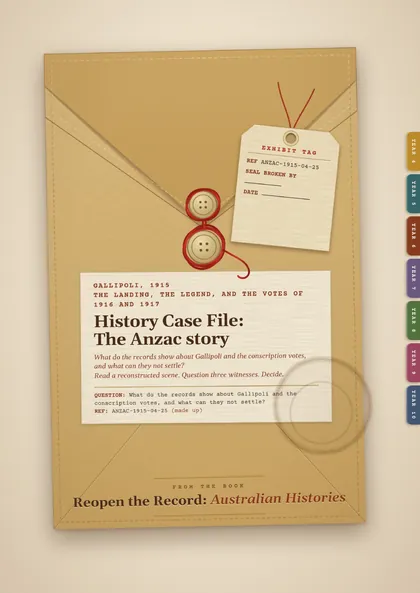 EXHIBIT TAG
REF ANZAC-1915-04-25
SEAL BROKEN BY
DATE
GALLIPOLI, 1915
THE LANDING, THE LEGEND, AND THE VOTES OF
1916 AND 1917
History Case File:
The Anzac story
What do the records show about Gallipoli and the conscription votes,
and what can they not settle?
Read a reconstructed scene. Question three witnesses. Decide.
QUESTION: What do the records show about Gallipoli and the
conscription votes, and what can they not settle?
REF: ANZAC-1915-04-25 (made up)
FROM THE BOOK
Reopen the Record: Australian Histories
YEAR 4
YEAR 5
YEAR 6
YEAR 7
YEAR 8
YEAR 9
YEAR 10